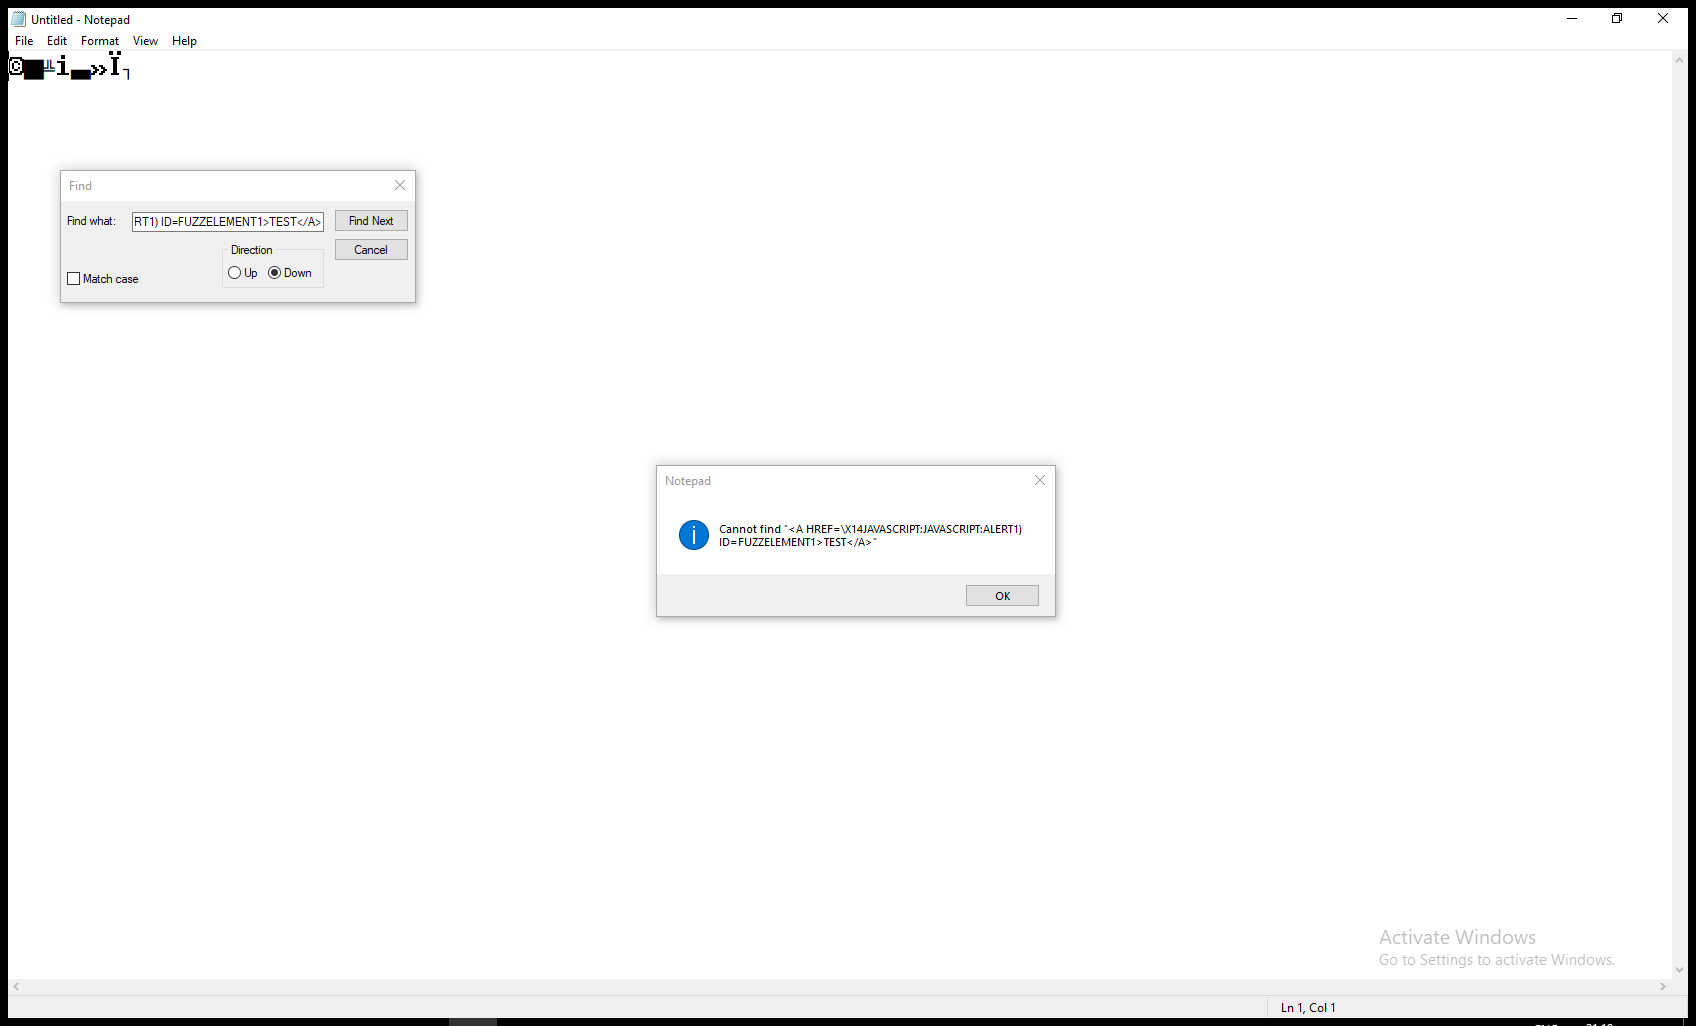 Untitled - Notepad
File Edit Format View Help
©▆╩i▃»Ï┐
Find
Find what: RT1) ID=FUZZELEMENT1>TEST</A> Find Next
Direction Cancel
Up Down
Match case
Notepad
Cannot find "<A HREF=\X14JAVASCRIPT:JAVASCRIPT:ALERT1)
ID=FUZZELEMENT1>TEST</A>"
OK
Activate Windows
Go to Settings to activate Windows.
Ln 1, Col 1